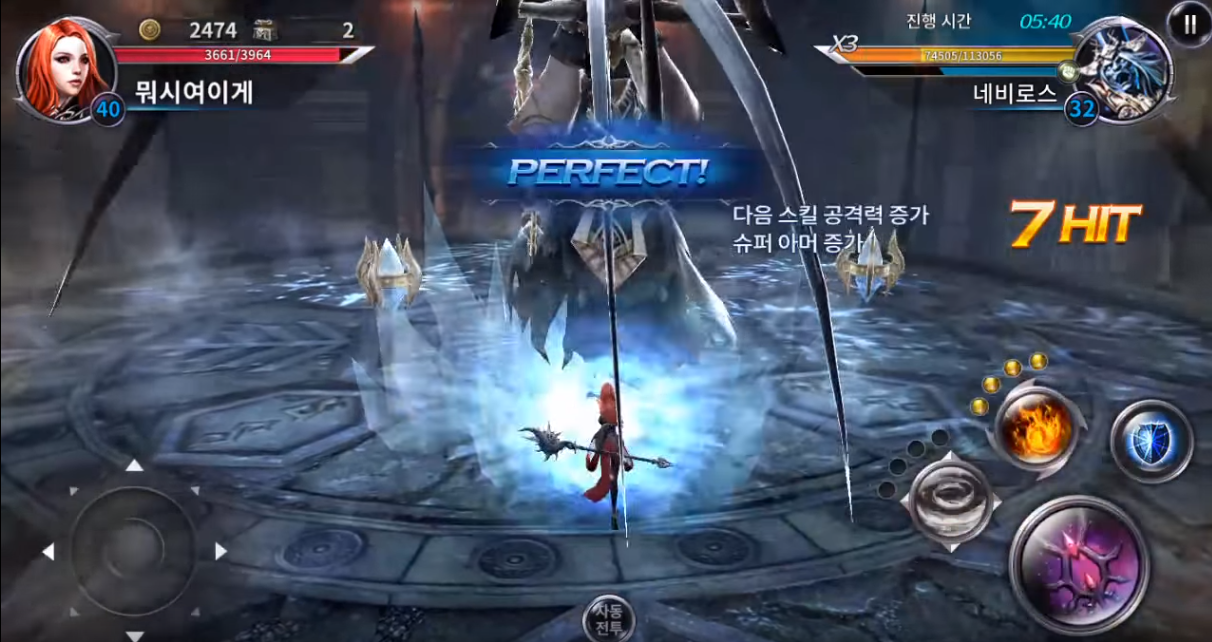 2474
2
3661/3964
40
뭐시여이게
진행 시간
05:40
X3
74505/113056
네비로스
32
PERFECT!
다음 스킬 공격력 증가
슈퍼 아머 증가
7 HIT
자동
전투